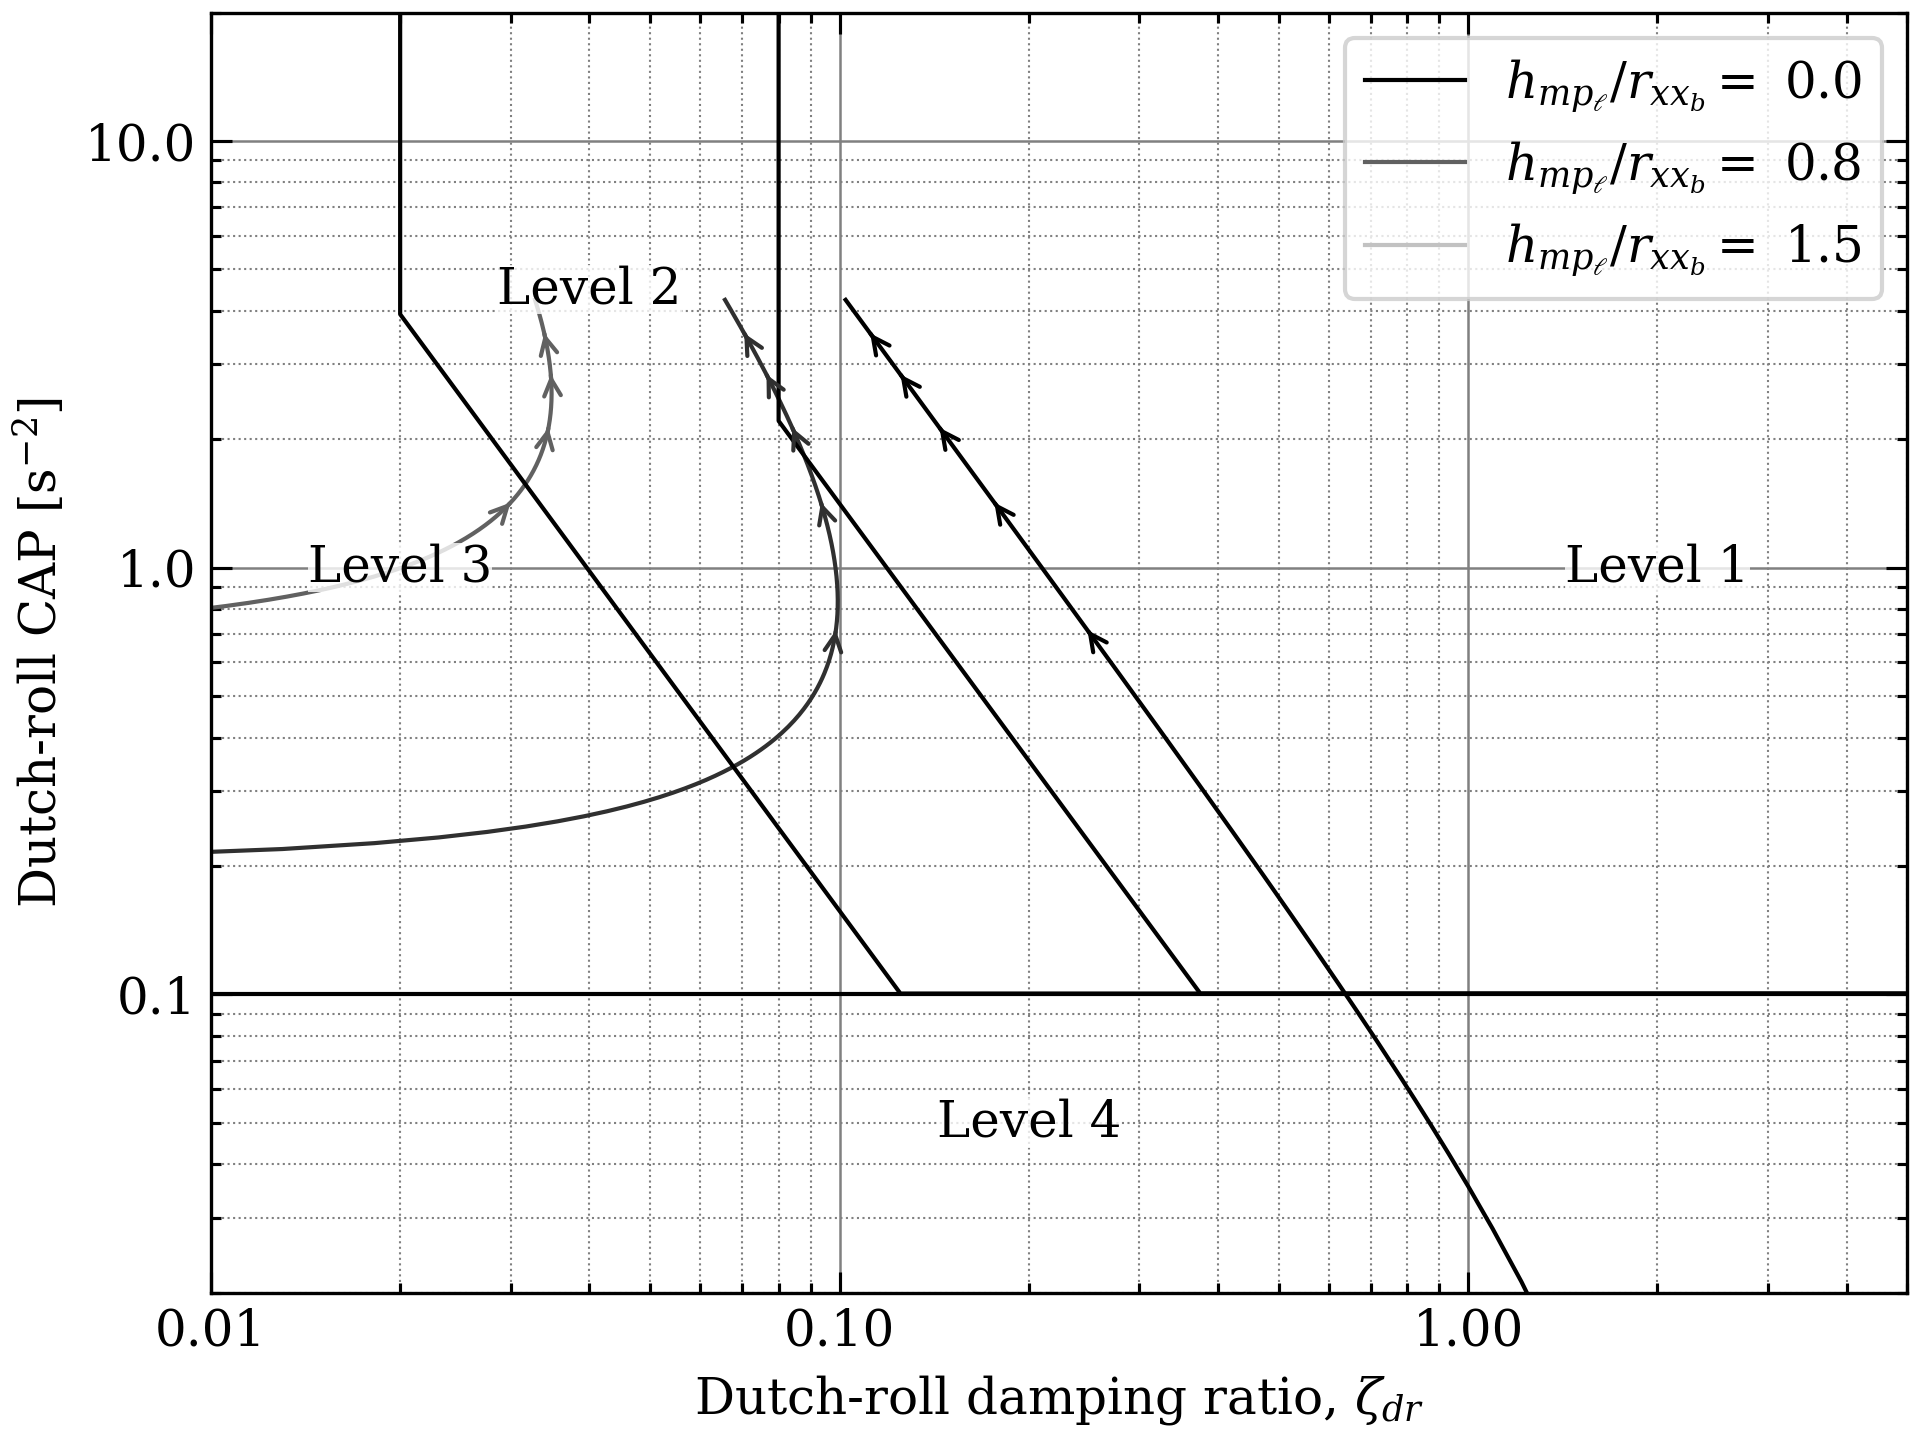 h_{mp_ℓ}/r_{xx_b} = 0.0
h_{mp_ℓ}/r_{xx_b} = 0.8
h_{mp_ℓ}/r_{xx_b} = 1.5
10.0
1.0
0.1
Dutch-roll CAP [s⁻²]
Level 2
Level 3
Level 1
Level 4
0.01
0.10
1.00
Dutch-roll damping ratio, ζ_{dr}